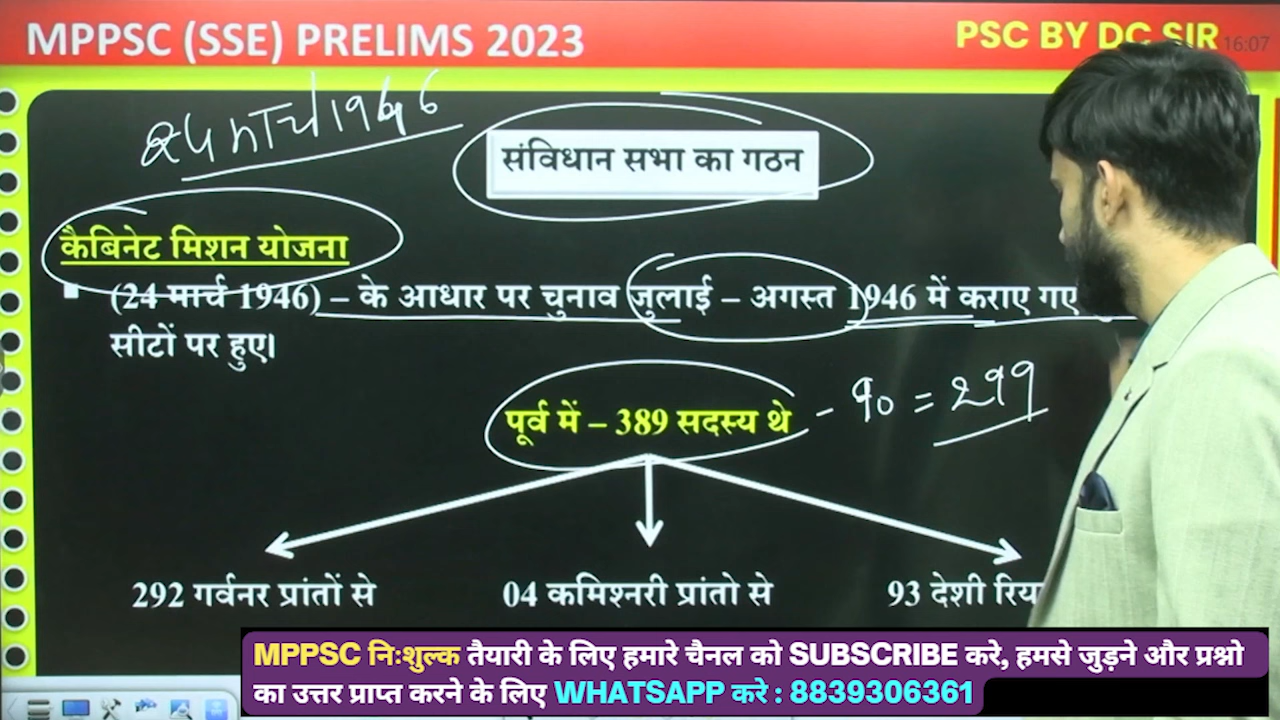 MPPSC (SSE) PRELIMS 2023
PSC BY DC SIR
16:07
24 मार्च 1946
संविधान सभा का गठन
कैबिनेट मिशन योजना
(24 मार्च 1946) – के आधार पर चुनाव जुलाई – अगस्त 1946 में कराए गए
सीटों पर हुए।
पूर्व में – 389 सदस्य थे - 90 = 299
292 गर्वनर प्रांतों से
04 कमिश्नरी प्रांतो से
93 देशी
MPPSC निःशुल्क तैयारी के लिए हमारे चैनल को SUBSCRIBE करे, हमसे जुड़ने और प्रश्नो
का उत्तर प्राप्त करने के लिए WHATSAPP करे : 8839306361